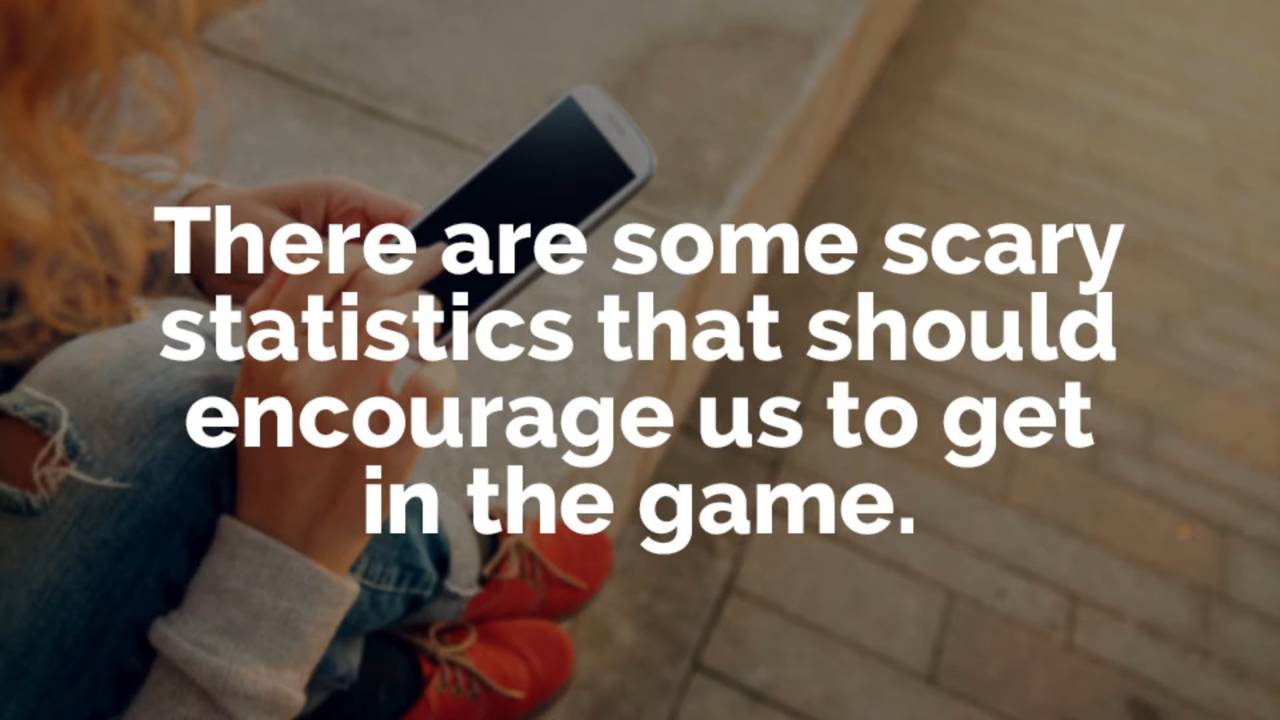 There are some scary
statistics that should
encourage us to get
in the game.